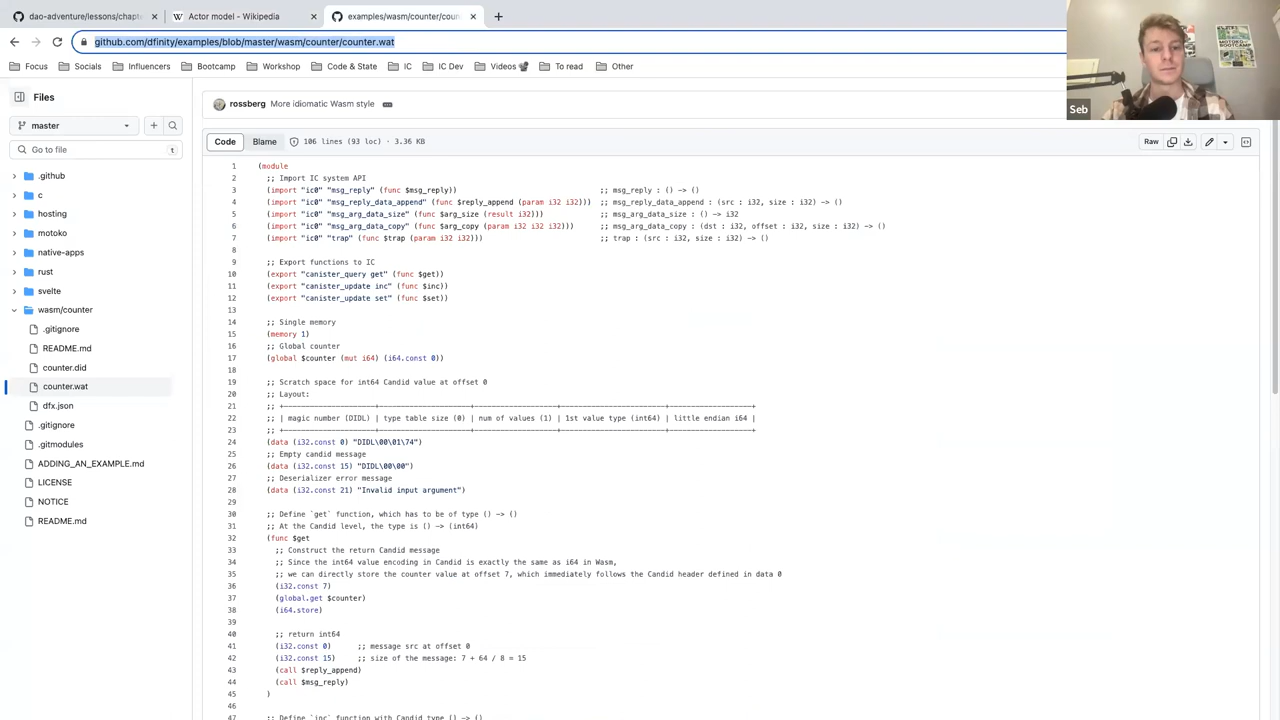 dao-adventure/lessons/chapte
Actor model - Wikipedia
examples/wasm/counter/coun
github.com/dfinity/examples/blob/master/wasm/counter/counter.wat
Focus
Socials
Influencers
Bootcamp
Workshop
Code & State
IC
IC Dev
Videos
To read
Other
MOTOKO
BOOTCAMP
Seb
Files
master
Go to file
t
.github
c
hosting
motoko
native-apps
rust
svelte
wasm/counter
.gitignore
README.md
counter.did
counter.wat
dfx.json
.gitignore
.gitmodules
ADDING_AN_EXAMPLE.md
LICENSE
NOTICE
README.md
rossberg More idiomatic Wasm style
Code Blame 106 lines (93 loc) · 3.36 KB
Raw
1 (module
2 ;; Import IC system API
3 (import "ic0" "msg_reply" (func $msg_reply)) ;; msg_reply : () -> ()
4 (import "ic0" "msg_reply_data_append" (func $reply_append (param i32 i32))) ;; msg_reply_data_append : (src : i32, size : i32) -> ()
5 (import "ic0" "msg_arg_data_size" (func $arg_size (result i32))) ;; msg_arg_data_size : () -> i32
6 (import "ic0" "msg_arg_data_copy" (func $arg_copy (param i32 i32 i32))) ;; msg_arg_data_copy : (dst : i32, offset : i32, size : i32) -> ()
7 (import "ic0" "trap" (func $trap (param i32 i32))) ;; trap : (src : i32, size : i32) -> ()
8
9 ;; Export functions to IC
10 (export "canister_query get" (func $get))
11 (export "canister_update inc" (func $inc))
12 (export "canister_update set" (func $set))
13
14 ;; Single memory
15 (memory 1)
16 ;; Global counter
17 (global $counter (mut i64) (i64.const 0))
18
19 ;; Scratch space for int64 Candid value at offset 0
20 ;; Layout:
21 ;; +---------------------+---------------------+-------------------+------------------------+-------------------+
22 ;; | magic number (DIDL) | type table size (0) | num of values (1) | 1st value type (int64) | little endian i64 |
23 ;; +---------------------+---------------------+-------------------+------------------------+-------------------+
24 (data (i32.const 0) "DIDL\00\01\74")
25 ;; Empty candid message
26 (data (i32.const 15) "DIDL\00\00")
27 ;; Deserializer error message
28 (data (i32.const 21) "Invalid input argument")
29
30 ;; Define `get` function, which has to be of type () -> ()
31 ;; At the Candid level, the type is () -> (int64)
32 (func $get
33 ;; Construct the return Candid message
34 ;; Since the int64 value encoding in Candid is exactly the same as i64 in Wasm,
35 ;; we can directly store the counter value at offset 7, which immediately follows the Candid header defined in data 0
36 (i32.const 7)
37 (global.get $counter)
38 (i64.store)
39
40 ;; return int64
41 (i32.const 0) ;; message src at offset 0
42 (i32.const 15) ;; size of the message: 7 + 64 / 8 = 15
43 (call $reply_append)
44 (call $msg_reply)
45 )
46
47 ;; Define `inc` function with Candid type () -> ()